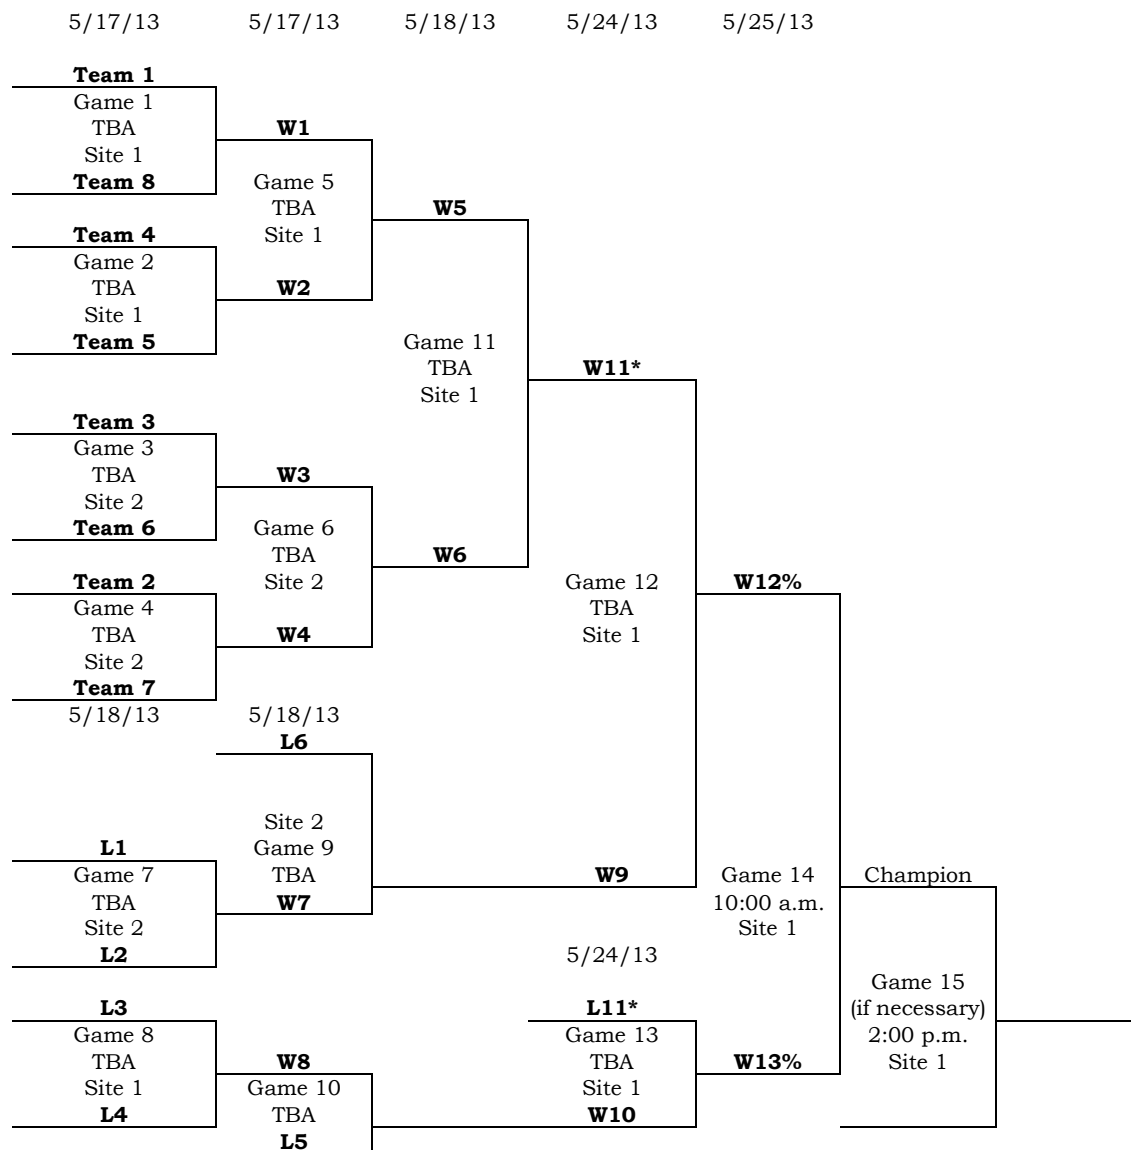 5/17/13 5/17/13 5/18/13 5/24/13 5/25/13
Team 1
Game 1
TBA W1
Site 1
Team 8 Game 5
TBA W5
Team 4 Site 1
Game 2
TBA W2
Site 1
Team 5 Game 11
TBA W11*
Site 1
Team 3
Game 3
TBA W3
Site 2
Team 6 Game 6
TBA W6
Team 2 Site 2 Game 12 W12%
Game 4 TBA
TBA W4 Site 1
Site 2
Team 7
5/18/13 5/18/13
L6
Site 2
L1 Game 9
Game 7 TBA W9 Game 14 Champion
TBA W7 10:00 a.m.
Site 2 Site 1
L2 5/24/13
Game 15
L3 L11* (if necessary)
Game 8 Game 13 2:00 p.m.
TBA W8 TBA W13% Site 1
Site 1 Game 10 Site 1
L4 TBA W10
L5